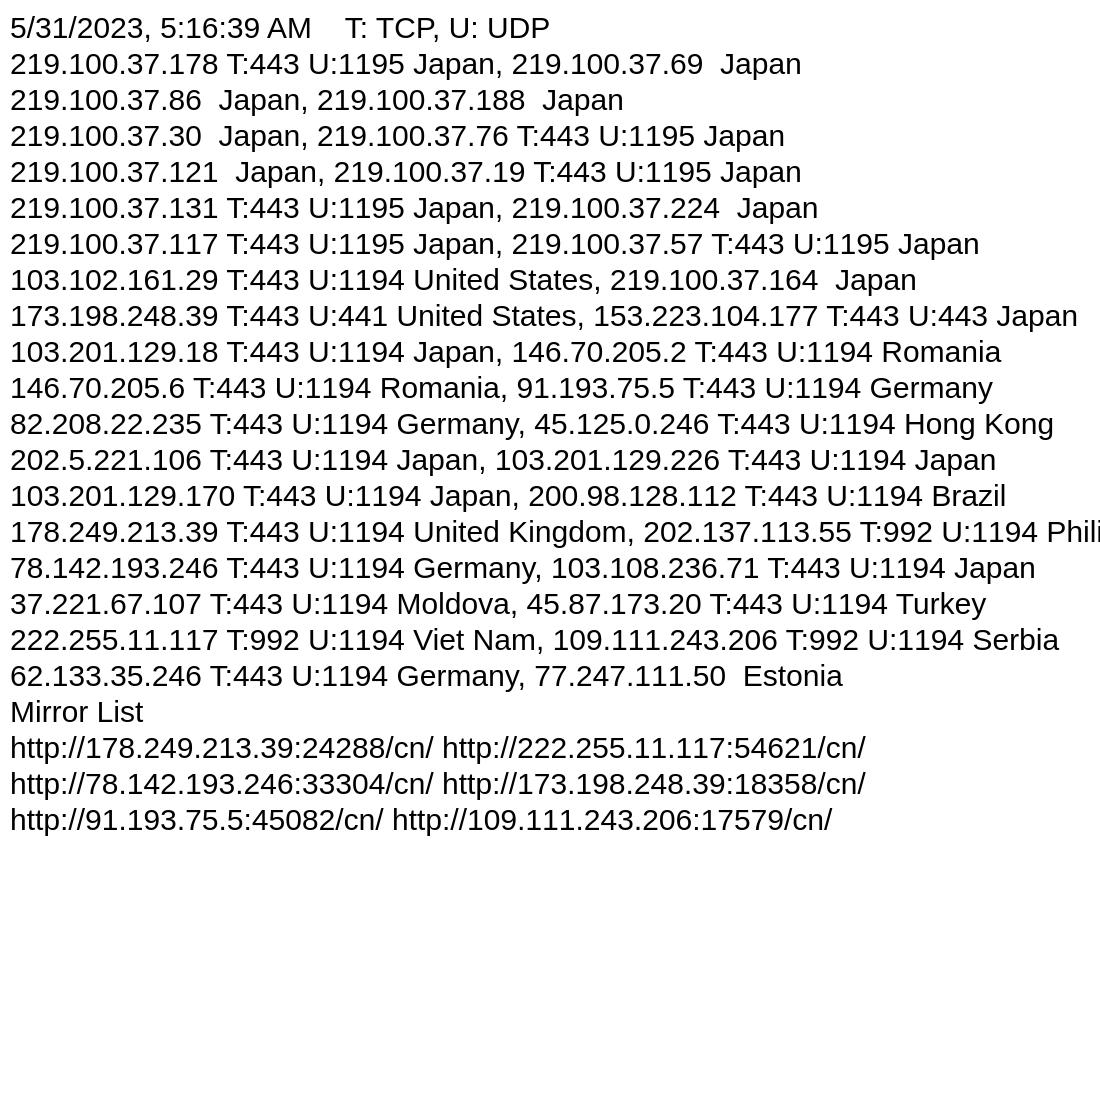 5/31/2023, 5:16:39 AM    T: TCP, U: UDP
219.100.37.178 T:443 U:1195 Japan, 219.100.37.69  Japan
219.100.37.86  Japan, 219.100.37.188  Japan
219.100.37.30  Japan, 219.100.37.76 T:443 U:1195 Japan
219.100.37.121  Japan, 219.100.37.19 T:443 U:1195 Japan
219.100.37.131 T:443 U:1195 Japan, 219.100.37.224  Japan
219.100.37.117 T:443 U:1195 Japan, 219.100.37.57 T:443 U:1195 Japan
103.102.161.29 T:443 U:1194 United States, 219.100.37.164  Japan
173.198.248.39 T:443 U:441 United States, 153.223.104.177 T:443 U:443 Japan
103.201.129.18 T:443 U:1194 Japan, 146.70.205.2 T:443 U:1194 Romania
146.70.205.6 T:443 U:1194 Romania, 91.193.75.5 T:443 U:1194 Germany
82.208.22.235 T:443 U:1194 Germany, 45.125.0.246 T:443 U:1194 Hong Kong
202.5.221.106 T:443 U:1194 Japan, 103.201.129.226 T:443 U:1194 Japan
103.201.129.170 T:443 U:1194 Japan, 200.98.128.112 T:443 U:1194 Brazil
178.249.213.39 T:443 U:1194 United Kingdom, 202.137.113.55 T:992 U:1194 Phili
78.142.193.246 T:443 U:1194 Germany, 103.108.236.71 T:443 U:1194 Japan
37.221.67.107 T:443 U:1194 Moldova, 45.87.173.20 T:443 U:1194 Turkey
222.255.11.117 T:992 U:1194 Viet Nam, 109.111.243.206 T:992 U:1194 Serbia
62.133.35.246 T:443 U:1194 Germany, 77.247.111.50  Estonia
Mirror List
http://178.249.213.39:24288/cn/ http://222.255.11.117:54621/cn/
http://78.142.193.246:33304/cn/ http://173.198.248.39:18358/cn/
http://91.193.75.5:45082/cn/ http://109.111.243.206:17579/cn/